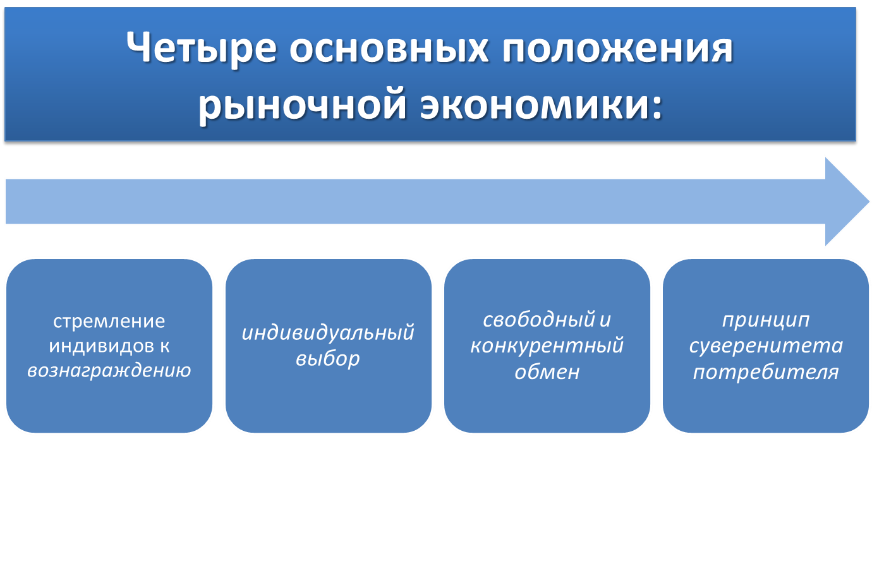 Четыре основных положения
рыночной экономики:
стремление
индивидов к
вознаграждению
индивидуальный
выбор
свободный и
конкурентный
обмен
принцип
суверенитета
потребителя